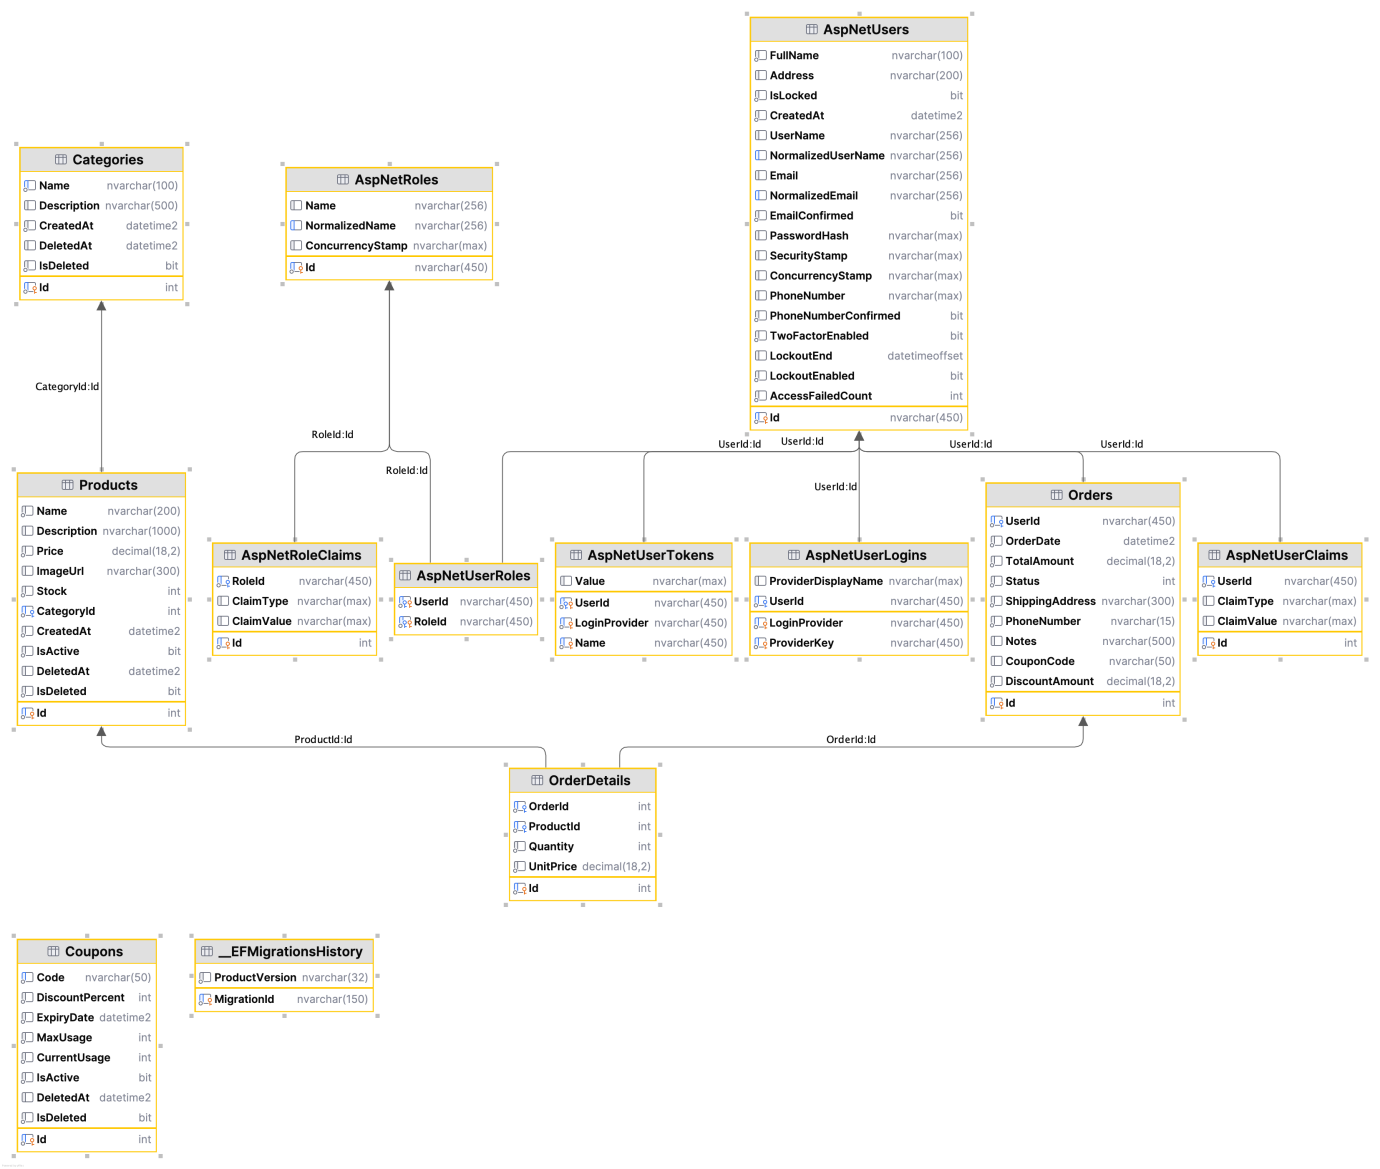 AspNetUsers
FullName nvarchar(100)
Address nvarchar(200)
IsLocked bit
CreatedAt datetime2
UserName nvarchar(256)
NormalizedUserName nvarchar(256)
Email nvarchar(256)
NormalizedEmail nvarchar(256)
EmailConfirmed bit
PasswordHash nvarchar(max)
SecurityStamp nvarchar(max)
ConcurrencyStamp nvarchar(max)
PhoneNumber nvarchar(max)
PhoneNumberConfirmed bit
TwoFactorEnabled bit
LockoutEnd datetimeoffset
LockoutEnabled bit
AccessFailedCount int
Id nvarchar(450)
Categories
Name nvarchar(100)
Description nvarchar(500)
CreatedAt datetime2
DeletedAt datetime2
IsDeleted bit
Id int
AspNetRoles
Name nvarchar(256)
NormalizedName nvarchar(256)
ConcurrencyStamp nvarchar(max)
Id nvarchar(450)
CategoryId:Id
RoleId:Id
RoleId:Id
UserId:Id
UserId:Id
UserId:Id
UserId:Id
UserId:Id
Products
Name nvarchar(200)
Description nvarchar(1000)
Price decimal(18,2)
ImageUrl nvarchar(300)
Stock int
CategoryId int
CreatedAt datetime2
IsActive bit
DeletedAt datetime2
IsDeleted bit
Id int
AspNetRoleClaims
RoleId nvarchar(450)
ClaimType nvarchar(max)
ClaimValue nvarchar(max)
Id int
AspNetUserRoles
UserId nvarchar(450)
RoleId nvarchar(450)
AspNetUserTokens
Value nvarchar(max)
UserId nvarchar(450)
LoginProvider nvarchar(450)
Name nvarchar(450)
AspNetUserLogins
ProviderDisplayName nvarchar(max)
UserId nvarchar(450)
LoginProvider nvarchar(450)
ProviderKey nvarchar(450)
Orders
UserId nvarchar(450)
OrderDate datetime2
TotalAmount decimal(18,2)
Status int
ShippingAddress nvarchar(300)
PhoneNumber nvarchar(15)
Notes nvarchar(500)
CouponCode nvarchar(50)
DiscountAmount decimal(18,2)
Id int
AspNetUserClaims
UserId nvarchar(450)
ClaimType nvarchar(max)
ClaimValue nvarchar(max)
Id int
ProductId:Id
OrderId:Id
OrderDetails
OrderId int
ProductId int
Quantity int
UnitPrice decimal(18,2)
Id int
Coupons
Code nvarchar(50)
DiscountPercent int
ExpiryDate datetime2
MaxUsage int
CurrentUsage int
IsActive bit
DeletedAt datetime2
IsDeleted bit
Id int
__EFMigrationsHistory
ProductVersion nvarchar(32)
MigrationId nvarchar(150)